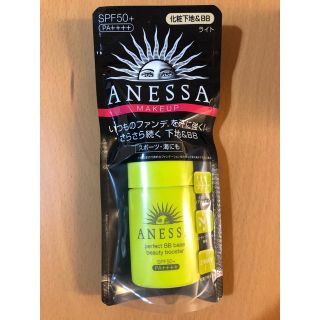 SPF50+
PA++++
化粧下地&BB
ライト
ANESSA
MAKEUP
いつものファンデを汗に強く!
さらさら続く 下地&BB
スポーツ・海にも
ANESSA
perfect BB base
beauty booster
SPF50+
PA++++